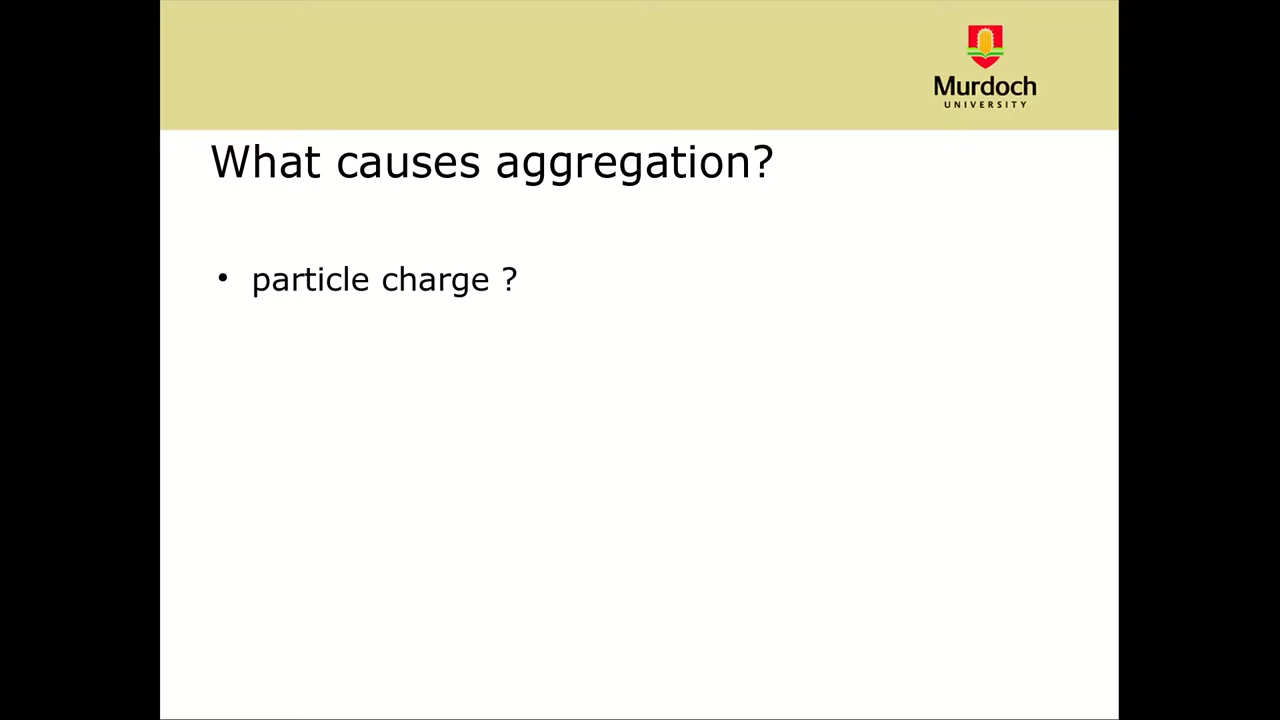 Murdoch
UNIVERSITY
What causes aggregation?
• particle charge ?